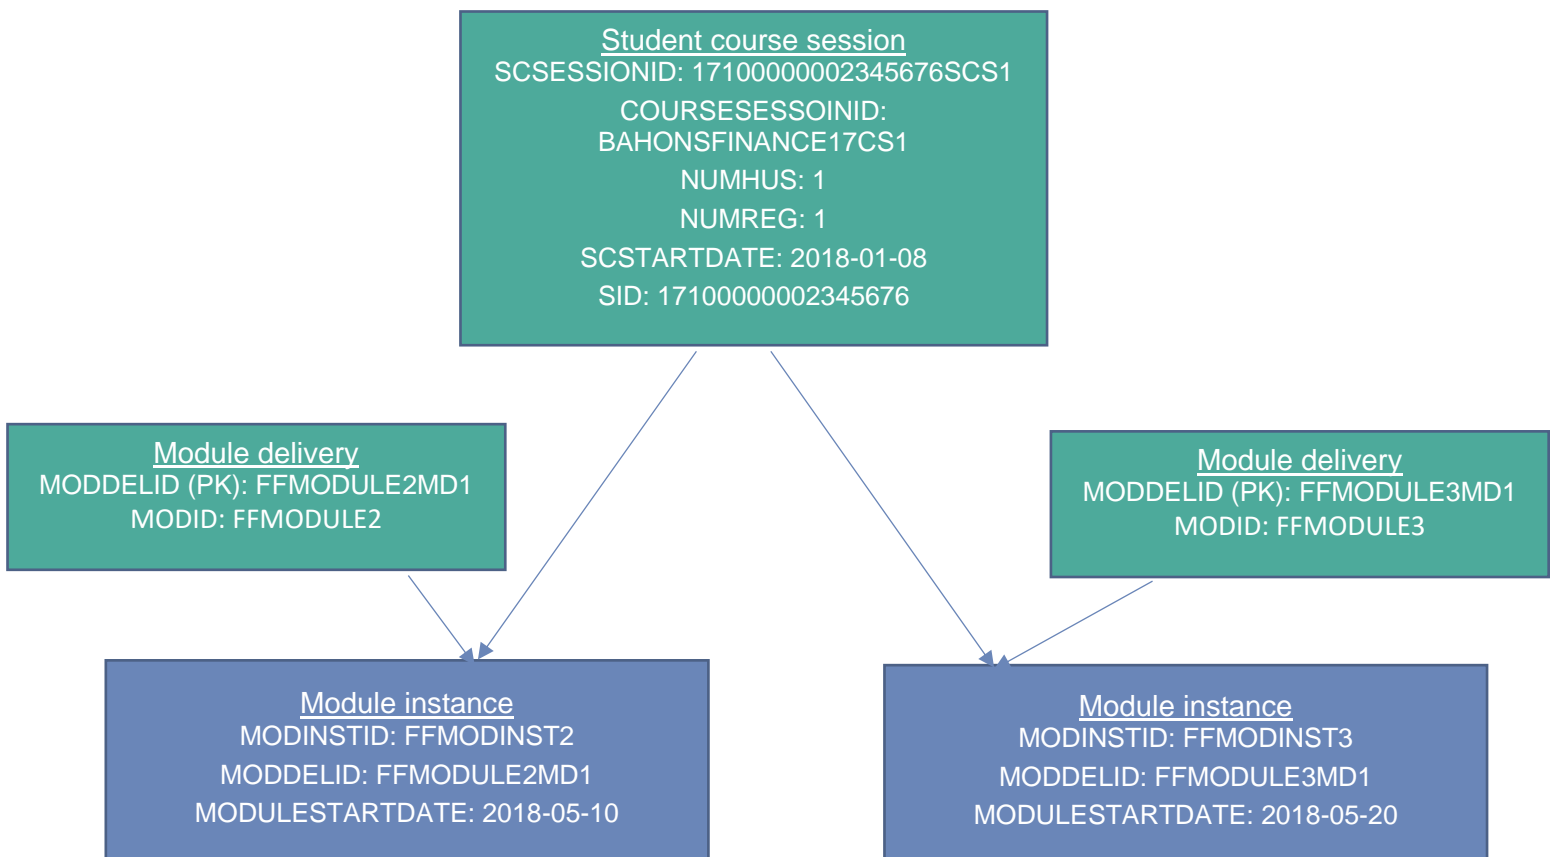 Student course session
SCSESSIONID: 17100000002345676SCS1
COURSESESSOINID:
BAHONSFINANCE17CS1
NUMHUS: 1
NUMREG: 1
SCSTARTDATE: 2018-01-08
SID: 17100000002345676
Module delivery
MODDELID (PK): FFMODULE2MD1
MODID: FFMODULE2
Module delivery
MODDELID (PK): FFMODULE3MD1
MODID: FFMODULE3
Module instance
MODINSTID: FFMODINST2
MODDELID: FFMODULE2MD1
MODULESTARTDATE: 2018-05-10
Module instance
MODINSTID: FFMODINST3
MODDELID: FFMODULE3MD1
MODULESTARTDATE: 2018-05-20